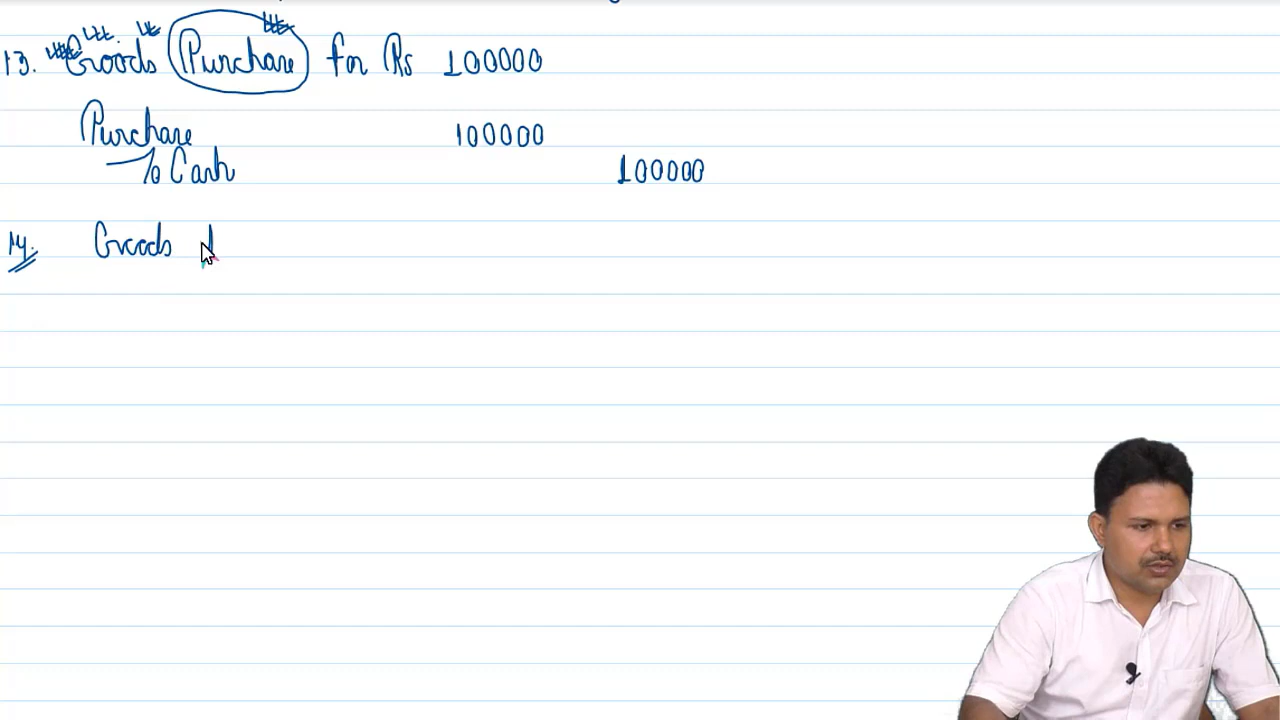 13. Goods Purchase for Rs 100000
Purchase 100000
To Cash 100000
14. Goods